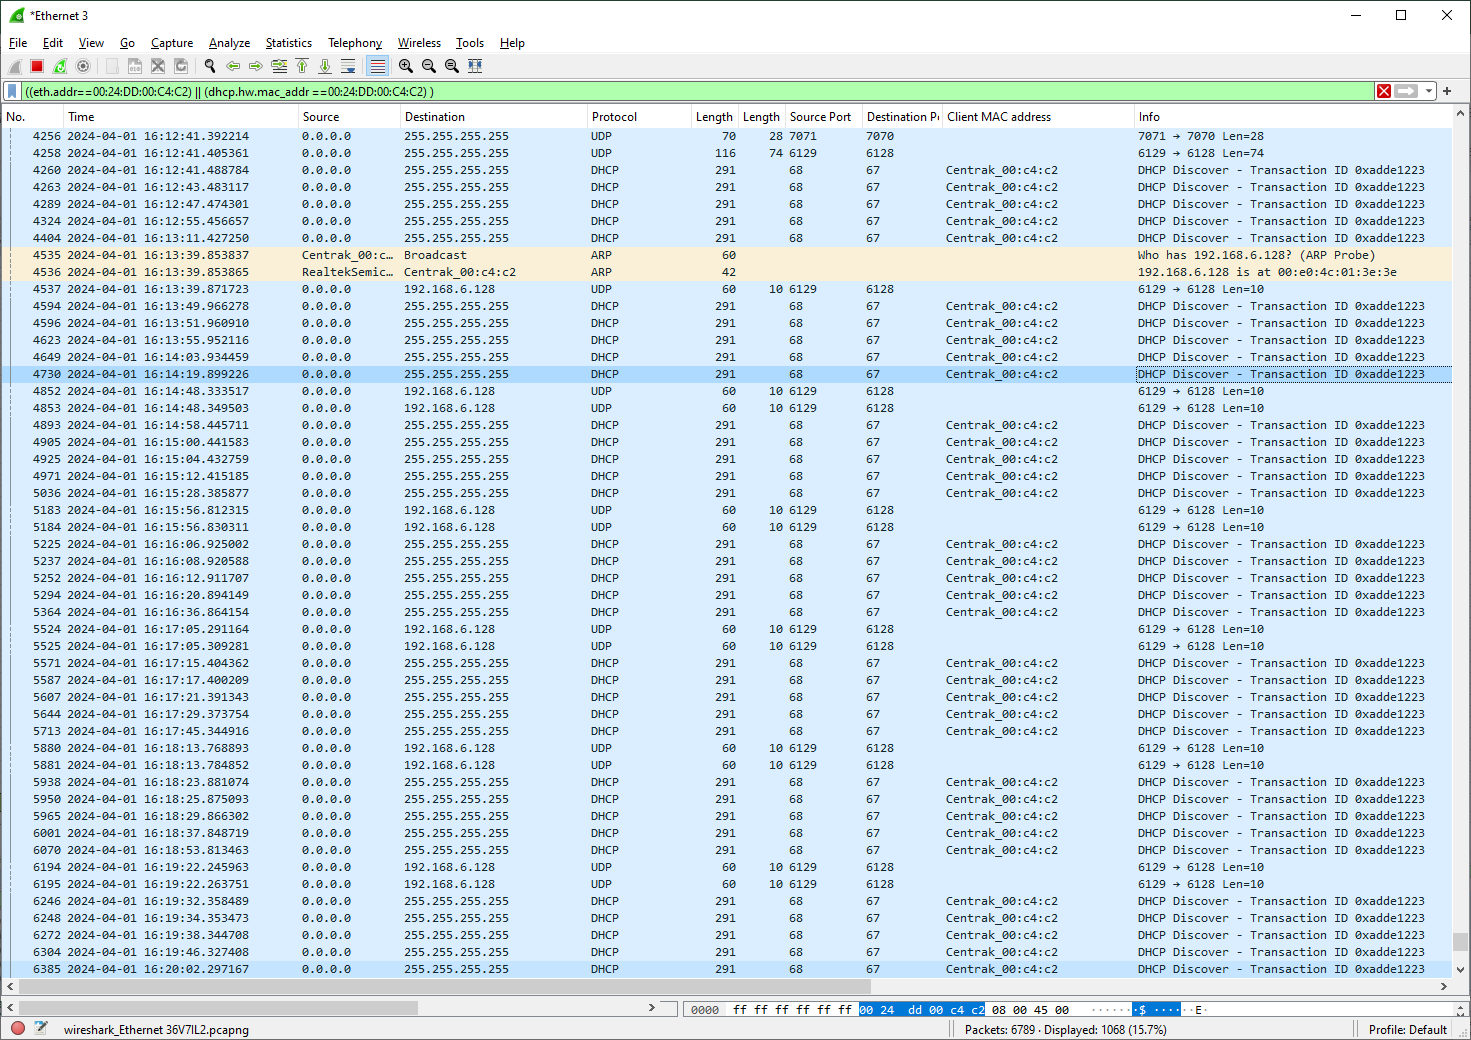 *Ethernet 3
File Edit View Go Capture Analyze Statistics Telephony Wireless Tools Help
((eth.addr==00:24:DD:00:C4:C2) || (dhcp.hw.mac_addr ==00:24:DD:00:C4:C2) )
No. Time Source Destination Protocol Length Length Source Port Destination P Client MAC address Info
4256 2024-04-01 16:12:41.392214 0.0.0.0 255.255.255.255 UDP 70 28 7071 7070 7071 → 7070 Len=28
4258 2024-04-01 16:12:41.405361 0.0.0.0 255.255.255.255 UDP 116 74 6129 6128 6129 → 6128 Len=74
4260 2024-04-01 16:12:41.488784 0.0.0.0 255.255.255.255 DHCP 291 68 67 Centrak_00:c4:c2 DHCP Discover - Transaction ID 0xadde1223
4263 2024-04-01 16:12:43.483117 0.0.0.0 255.255.255.255 DHCP 291 68 67 Centrak_00:c4:c2 DHCP Discover - Transaction ID 0xadde1223
4289 2024-04-01 16:12:47.474301 0.0.0.0 255.255.255.255 DHCP 291 68 67 Centrak_00:c4:c2 DHCP Discover - Transaction ID 0xadde1223
4324 2024-04-01 16:12:55.456657 0.0.0.0 255.255.255.255 DHCP 291 68 67 Centrak_00:c4:c2 DHCP Discover - Transaction ID 0xadde1223
4404 2024-04-01 16:13:11.427250 0.0.0.0 255.255.255.255 DHCP 291 68 67 Centrak_00:c4:c2 DHCP Discover - Transaction ID 0xadde1223
4535 2024-04-01 16:13:39.853837 Centrak_00:c… Broadcast ARP 60 Who has 192.168.6.128? (ARP Probe)
4536 2024-04-01 16:13:39.853865 RealtekSemic… Centrak_00:c4:c2 ARP 42 192.168.6.128 is at 00:e0:4c:01:3e:3e
4537 2024-04-01 16:13:39.871723 0.0.0.0 192.168.6.128 UDP 60 10 6129 6128 6129 → 6128 Len=10
4594 2024-04-01 16:13:49.966278 0.0.0.0 255.255.255.255 DHCP 291 68 67 Centrak_00:c4:c2 DHCP Discover - Transaction ID 0xadde1223
4596 2024-04-01 16:13:51.960910 0.0.0.0 255.255.255.255 DHCP 291 68 67 Centrak_00:c4:c2 DHCP Discover - Transaction ID 0xadde1223
4623 2024-04-01 16:13:55.952116 0.0.0.0 255.255.255.255 DHCP 291 68 67 Centrak_00:c4:c2 DHCP Discover - Transaction ID 0xadde1223
4649 2024-04-01 16:14:03.934459 0.0.0.0 255.255.255.255 DHCP 291 68 67 Centrak_00:c4:c2 DHCP Discover - Transaction ID 0xadde1223
4730 2024-04-01 16:14:19.899226 0.0.0.0 255.255.255.255 DHCP 291 68 67 Centrak_00:c4:c2 DHCP Discover - Transaction ID 0xadde1223
4852 2024-04-01 16:14:48.333517 0.0.0.0 192.168.6.128 UDP 60 10 6129 6128 6129 → 6128 Len=10
4853 2024-04-01 16:14:48.349503 0.0.0.0 192.168.6.128 UDP 60 10 6129 6128 6129 → 6128 Len=10
4893 2024-04-01 16:14:58.445711 0.0.0.0 255.255.255.255 DHCP 291 68 67 Centrak_00:c4:c2 DHCP Discover - Transaction ID 0xadde1223
4905 2024-04-01 16:15:00.441583 0.0.0.0 255.255.255.255 DHCP 291 68 67 Centrak_00:c4:c2 DHCP Discover - Transaction ID 0xadde1223
4925 2024-04-01 16:15:04.432759 0.0.0.0 255.255.255.255 DHCP 291 68 67 Centrak_00:c4:c2 DHCP Discover - Transaction ID 0xadde1223
4971 2024-04-01 16:15:12.415185 0.0.0.0 255.255.255.255 DHCP 291 68 67 Centrak_00:c4:c2 DHCP Discover - Transaction ID 0xadde1223
5036 2024-04-01 16:15:28.385877 0.0.0.0 255.255.255.255 DHCP 291 68 67 Centrak_00:c4:c2 DHCP Discover - Transaction ID 0xadde1223
5183 2024-04-01 16:15:56.812315 0.0.0.0 192.168.6.128 UDP 60 10 6129 6128 6129 → 6128 Len=10
5184 2024-04-01 16:15:56.830311 0.0.0.0 192.168.6.128 UDP 60 10 6129 6128 6129 → 6128 Len=10
5225 2024-04-01 16:16:06.925002 0.0.0.0 255.255.255.255 DHCP 291 68 67 Centrak_00:c4:c2 DHCP Discover - Transaction ID 0xadde1223
5237 2024-04-01 16:16:08.920588 0.0.0.0 255.255.255.255 DHCP 291 68 67 Centrak_00:c4:c2 DHCP Discover - Transaction ID 0xadde1223
5252 2024-04-01 16:16:12.911707 0.0.0.0 255.255.255.255 DHCP 291 68 67 Centrak_00:c4:c2 DHCP Discover - Transaction ID 0xadde1223
5294 2024-04-01 16:16:20.894149 0.0.0.0 255.255.255.255 DHCP 291 68 67 Centrak_00:c4:c2 DHCP Discover - Transaction ID 0xadde1223
5364 2024-04-01 16:16:36.864154 0.0.0.0 255.255.255.255 DHCP 291 68 67 Centrak_00:c4:c2 DHCP Discover - Transaction ID 0xadde1223
5524 2024-04-01 16:17:05.291164 0.0.0.0 192.168.6.128 UDP 60 10 6129 6128 6129 → 6128 Len=10
5525 2024-04-01 16:17:05.309281 0.0.0.0 192.168.6.128 UDP 60 10 6129 6128 6129 → 6128 Len=10
5571 2024-04-01 16:17:15.404362 0.0.0.0 255.255.255.255 DHCP 291 68 67 Centrak_00:c4:c2 DHCP Discover - Transaction ID 0xadde1223
5587 2024-04-01 16:17:17.400209 0.0.0.0 255.255.255.255 DHCP 291 68 67 Centrak_00:c4:c2 DHCP Discover - Transaction ID 0xadde1223
5607 2024-04-01 16:17:21.391343 0.0.0.0 255.255.255.255 DHCP 291 68 67 Centrak_00:c4:c2 DHCP Discover - Transaction ID 0xadde1223
5644 2024-04-01 16:17:29.373754 0.0.0.0 255.255.255.255 DHCP 291 68 67 Centrak_00:c4:c2 DHCP Discover - Transaction ID 0xadde1223
5713 2024-04-01 16:17:45.344916 0.0.0.0 255.255.255.255 DHCP 291 68 67 Centrak_00:c4:c2 DHCP Discover - Transaction ID 0xadde1223
5880 2024-04-01 16:18:13.768893 0.0.0.0 192.168.6.128 UDP 60 10 6129 6128 6129 → 6128 Len=10
5881 2024-04-01 16:18:13.784852 0.0.0.0 192.168.6.128 UDP 60 10 6129 6128 6129 → 6128 Len=10
5938 2024-04-01 16:18:23.881074 0.0.0.0 255.255.255.255 DHCP 291 68 67 Centrak_00:c4:c2 DHCP Discover - Transaction ID 0xadde1223
5950 2024-04-01 16:18:25.875093 0.0.0.0 255.255.255.255 DHCP 291 68 67 Centrak_00:c4:c2 DHCP Discover - Transaction ID 0xadde1223
5965 2024-04-01 16:18:29.866302 0.0.0.0 255.255.255.255 DHCP 291 68 67 Centrak_00:c4:c2 DHCP Discover - Transaction ID 0xadde1223
6001 2024-04-01 16:18:37.848719 0.0.0.0 255.255.255.255 DHCP 291 68 67 Centrak_00:c4:c2 DHCP Discover - Transaction ID 0xadde1223
6070 2024-04-01 16:18:53.813463 0.0.0.0 255.255.255.255 DHCP 291 68 67 Centrak_00:c4:c2 DHCP Discover - Transaction ID 0xadde1223
6194 2024-04-01 16:19:22.245963 0.0.0.0 192.168.6.128 UDP 60 10 6129 6128 6129 → 6128 Len=10
6195 2024-04-01 16:19:22.263751 0.0.0.0 192.168.6.128 UDP 60 10 6129 6128 6129 → 6128 Len=10
6246 2024-04-01 16:19:32.358489 0.0.0.0 255.255.255.255 DHCP 291 68 67 Centrak_00:c4:c2 DHCP Discover - Transaction ID 0xadde1223
6248 2024-04-01 16:19:34.353473 0.0.0.0 255.255.255.255 DHCP 291 68 67 Centrak_00:c4:c2 DHCP Discover - Transaction ID 0xadde1223
6272 2024-04-01 16:19:38.344708 0.0.0.0 255.255.255.255 DHCP 291 68 67 Centrak_00:c4:c2 DHCP Discover - Transaction ID 0xadde1223
6304 2024-04-01 16:19:46.327408 0.0.0.0 255.255.255.255 DHCP 291 68 67 Centrak_00:c4:c2 DHCP Discover - Transaction ID 0xadde1223
6385 2024-04-01 16:20:02.297167 0.0.0.0 255.255.255.255 DHCP 291 68 67 Centrak_00:c4:c2 DHCP Discover - Transaction ID 0xadde1223
0000 ff ff ff ff ff ff 00 24 dd 00 c4 c2 08 00 45 00 ·······$ ······E·
wireshark_Ethernet 36V7IL2.pcapng Packets: 6789 · Displayed: 1068 (15.7%) Profile: Default